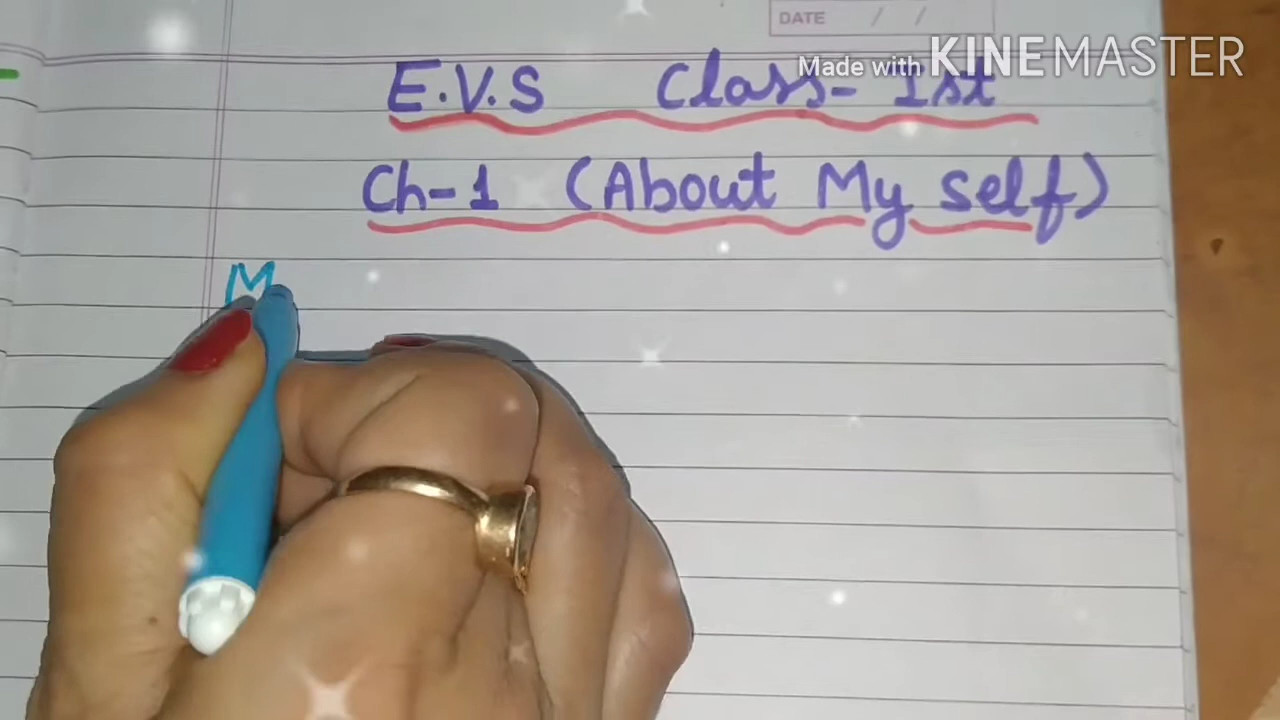 DATE / /
Made with KINEMASTER
E.V.S Class- 1st
Ch-1 (About My self)
M